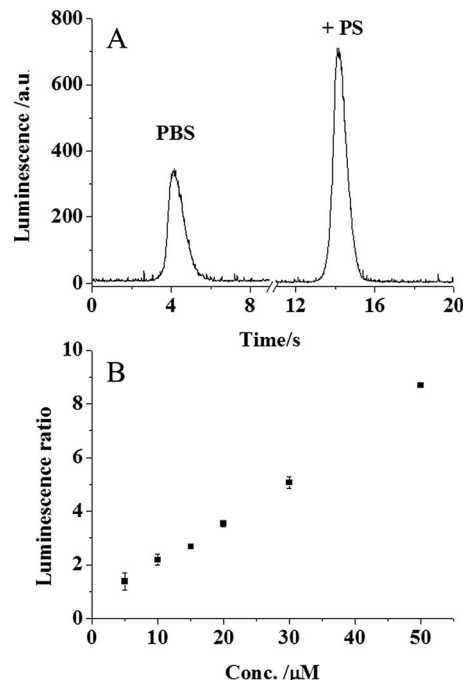 A
+ PS
800
PBS
600
400
200
0
Luminescence /a.u.
0 4 8 12 16 20
Time/s
B
10
8
6
4
2
0
Luminescence ratio
0 10 20 30 40 50
Conc. /μM